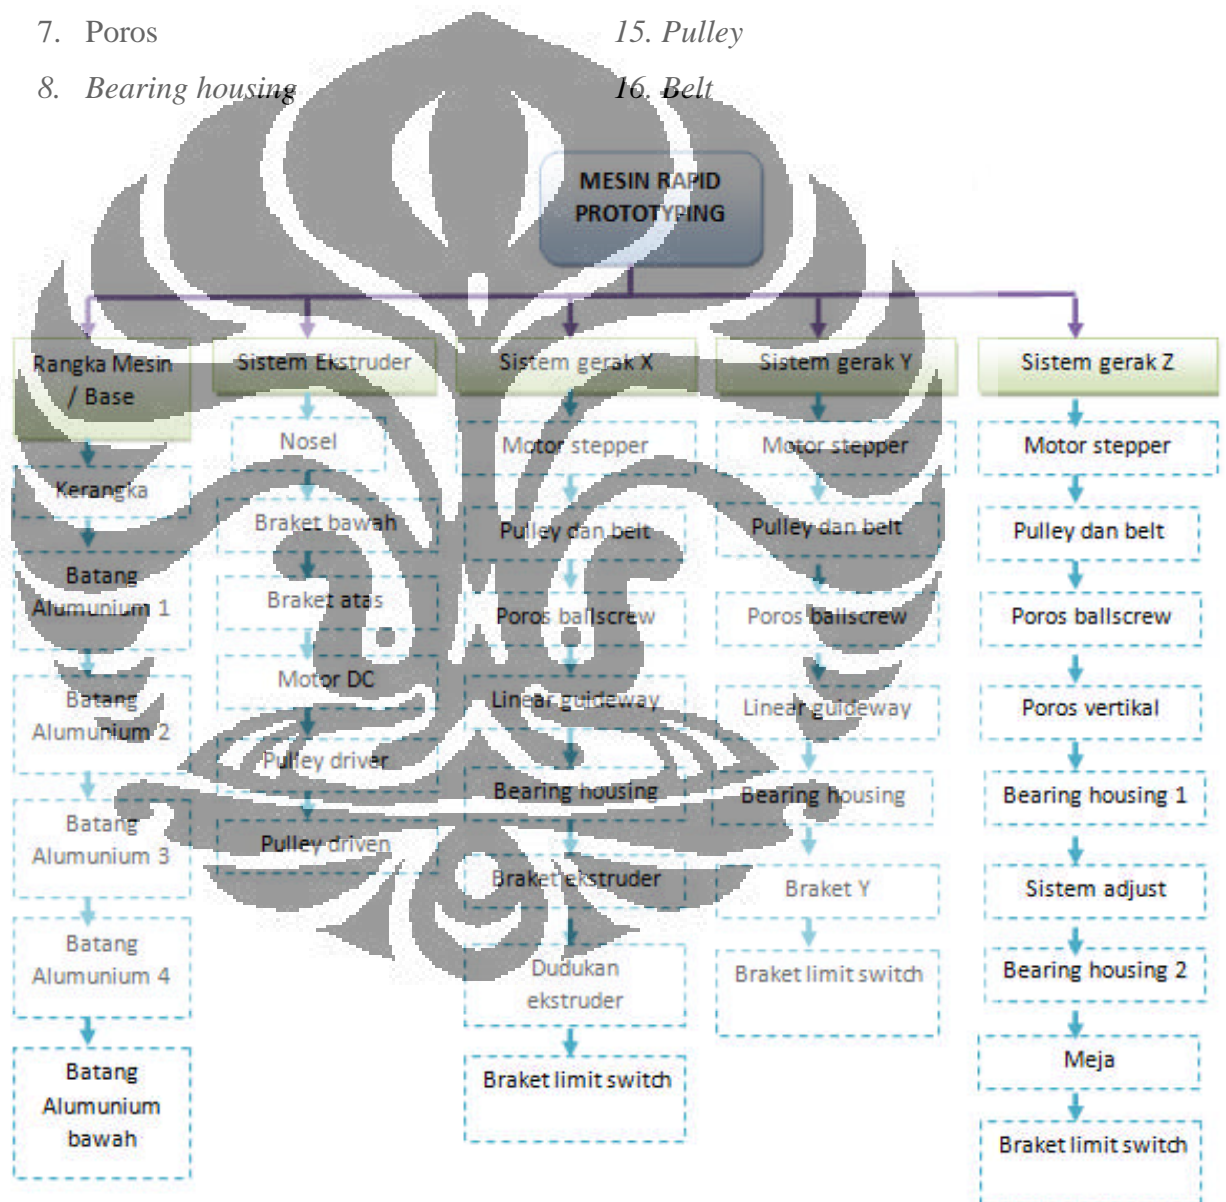 7. Poros
15. Pulley
8. Bearing housing
16. Belt
MESIN RAPID
PROTOTYPING
Rangka Mesin
/ Base
Kerangka
Batang
Alumunium 1
Batang
Alumunium 2
Batang
Alumunium 3
Batang
Alumunium 4
Batang
Alumunium
bawah
Sistem Ekstruder
Nosel
Braket bawah
Braket atas
Motor DC
Pulley driver
Pulley driven
Sistem gerak X
Motor stepper
Pulley dan belt
Poros ballscrew
Linear guideway
Bearing housing
Braket ekstruder
Dudukan
ekstruder
Braket limit switch
Sistem gerak Y
Motor stepper
Pulley dan belt
Poros ballscrew
Linear guideway
Bearing housing
Braket Y
Braket limit switch
Sistem gerak Z
Motor stepper
Pulley dan belt
Poros ballscrew
Poros vertikal
Bearing housing 1
Sistem adjust
Bearing housing 2
Meja
Braket limit switch